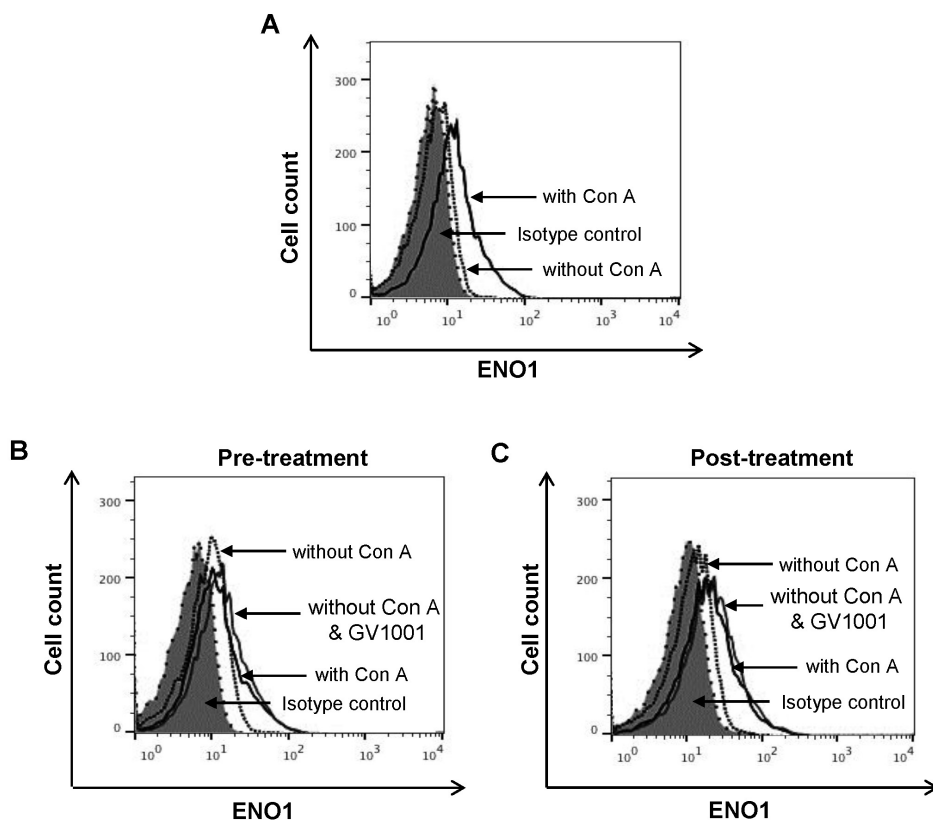 A
Cell count
300
200
100
0
with Con A
Isotype control
without Con A
10^0 10^1 10^2 10^3 10^4
ENO1
B
Pre-treatment
Cell count
300
200
100
0
without Con A
without Con A
& GV1001
with Con A
Isotype control
10^0 10^1 10^2 10^3 10^4
ENO1
C
Post-treatment
Cell count
300
200
100
0
without Con A
without Con A
& GV1001
with Con A
Isotype control
10^0 10^1 10^2 10^3 10^4
ENO1